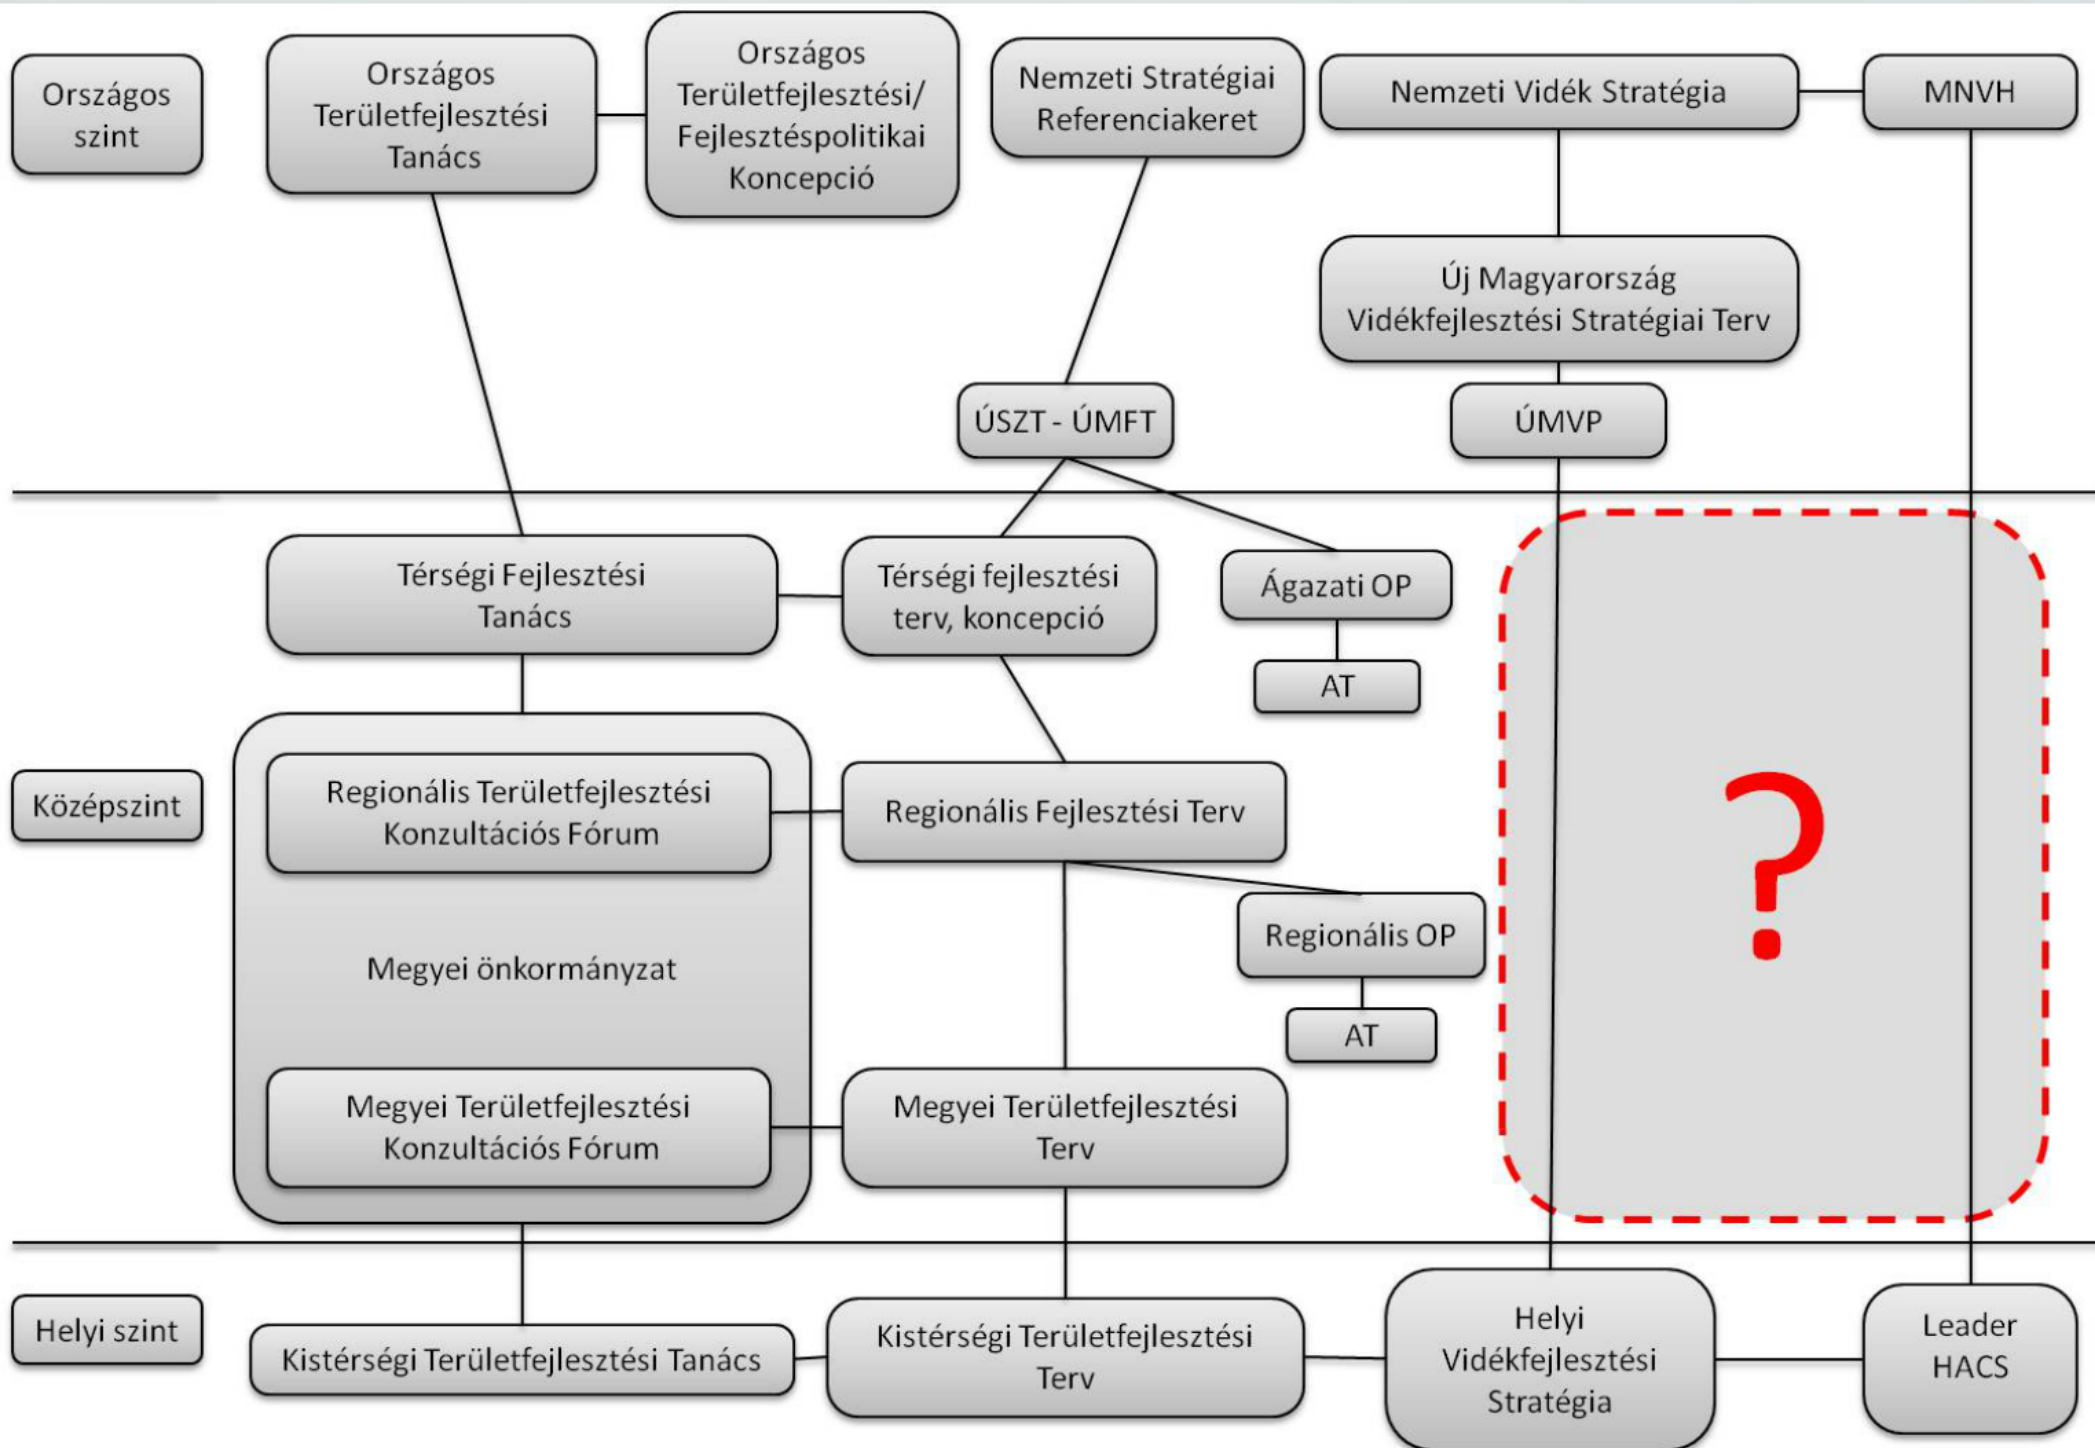 Országos
szint
Országos
Területfejlesztési
Tanács
Országos
Területfejlesztési/
Fejlesztéspolitikai
Koncepció
Nemzeti Stratégiai
Referenciakeret
Nemzeti Vidék Stratégia
MNVH
Új Magyarország
Vidékfejlesztési Stratégiai Terv
ÚSZT - ÚMFT
ÚMVP
Térségi Fejlesztési
Tanács
Térségi fejlesztési
terv, koncepció
Ágazati OP
AT
Középszint
Regionális Területfejlesztési
Konzultációs Fórum
Regionális Fejlesztési Terv
?
Regionális OP
Megyei önkormányzat
AT
Megyei Területfejlesztési
Konzultációs Fórum
Megyei Területfejlesztési
Terv
Helyi szint
Kistérségi Területfejlesztési Tanács
Kistérségi Területfejlesztési
Terv
Helyi
Vidékfejlesztési
Stratégia
Leader
HACS